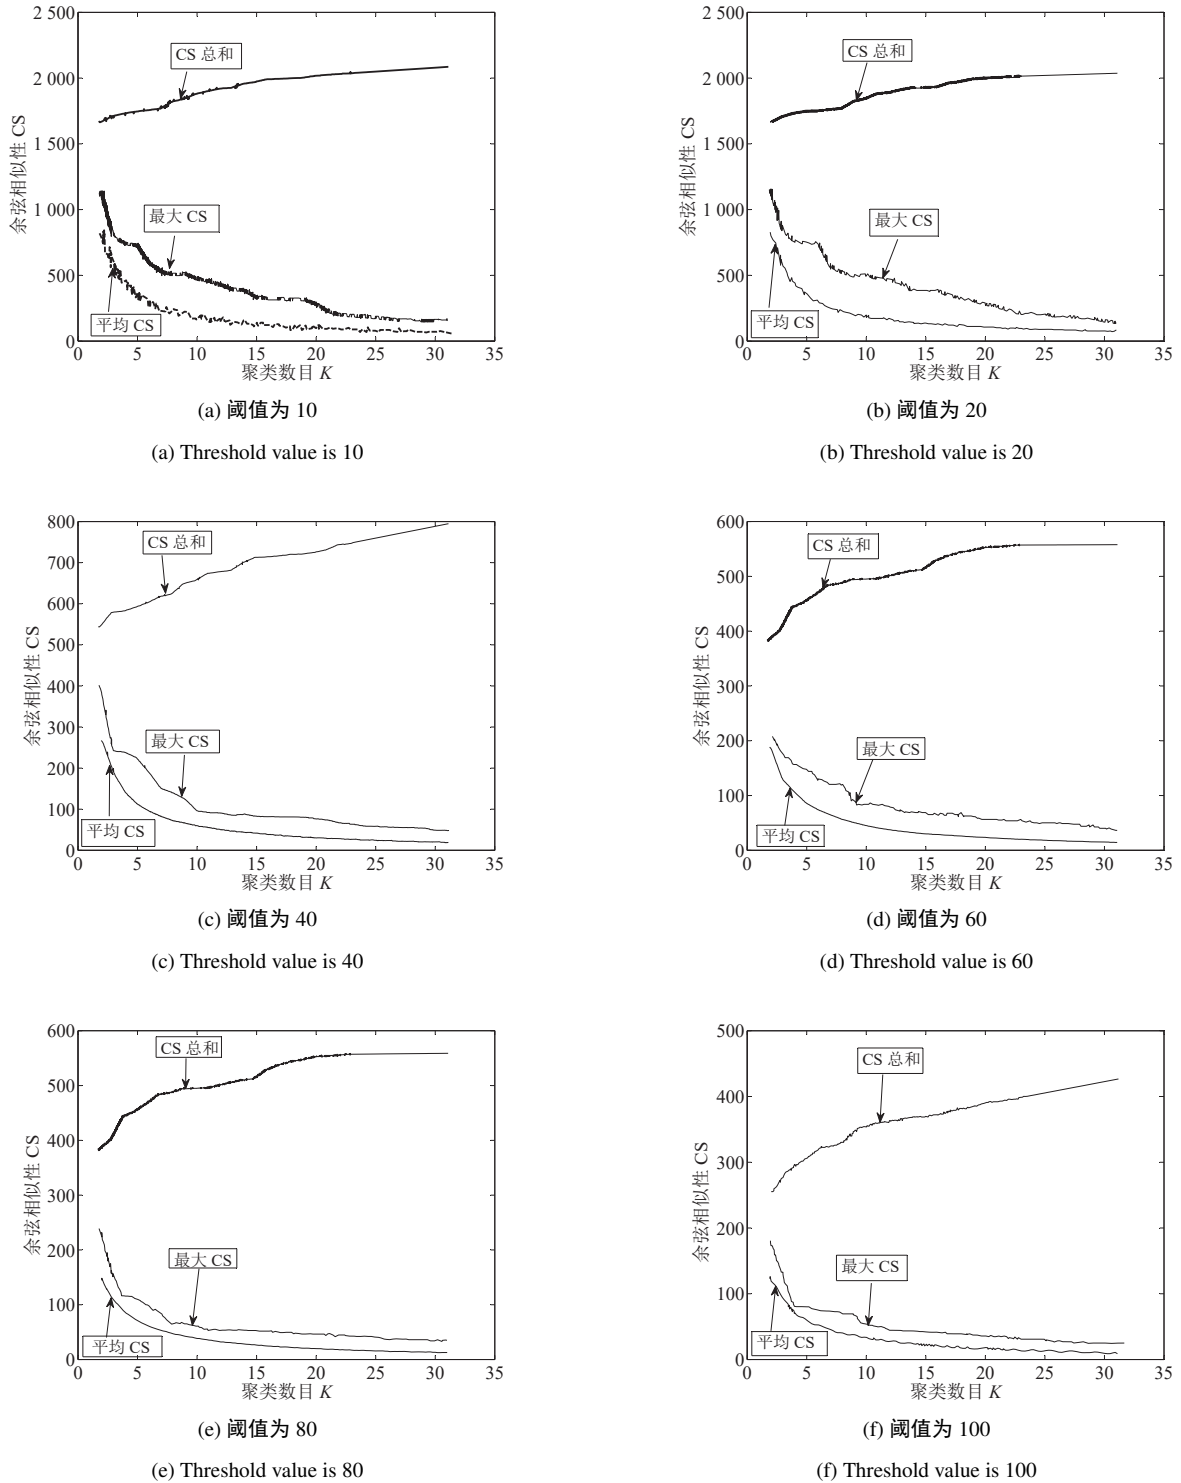 2 500
2 000
1 500
1 000
500
0
余弦相似性 CS
CS 总和
最大 CS
平均 CS
0 5 10 15 20 25 30 35
聚类数目 K
(a) 阈值为 10
(a) Threshold value is 10
2 500
2 000
1 500
1 000
500
0
余弦相似性 CS
CS 总和
最大 CS
平均 CS
0 5 10 15 20 25 30 35
聚类数目 K
(b) 阈值为 20
(b) Threshold value is 20
800
700
600
500
400
300
200
100
0
余弦相似性 CS
CS 总和
最大 CS
平均 CS
0 5 10 15 20 25 30 35
聚类数目 K
(c) 阈值为 40
(c) Threshold value is 40
600
500
400
300
200
100
0
余弦相似性 CS
CS 总和
最大 CS
平均 CS
0 5 10 15 20 25 30 35
聚类数目 K
(d) 阈值为 60
(d) Threshold value is 60
600
500
400
300
200
100
0
余弦相似性 CS
CS 总和
最大 CS
平均 CS
0 5 10 15 20 25 30 35
聚类数目 K
(e) 阈值为 80
(e) Threshold value is 80
500
400
300
200
100
0
余弦相似性 CS
CS 总和
最大 CS
平均 CS
0 5 10 15 20 25 30 35
聚类数目 K
(f) 阈值为 100
(f) Threshold value is 100